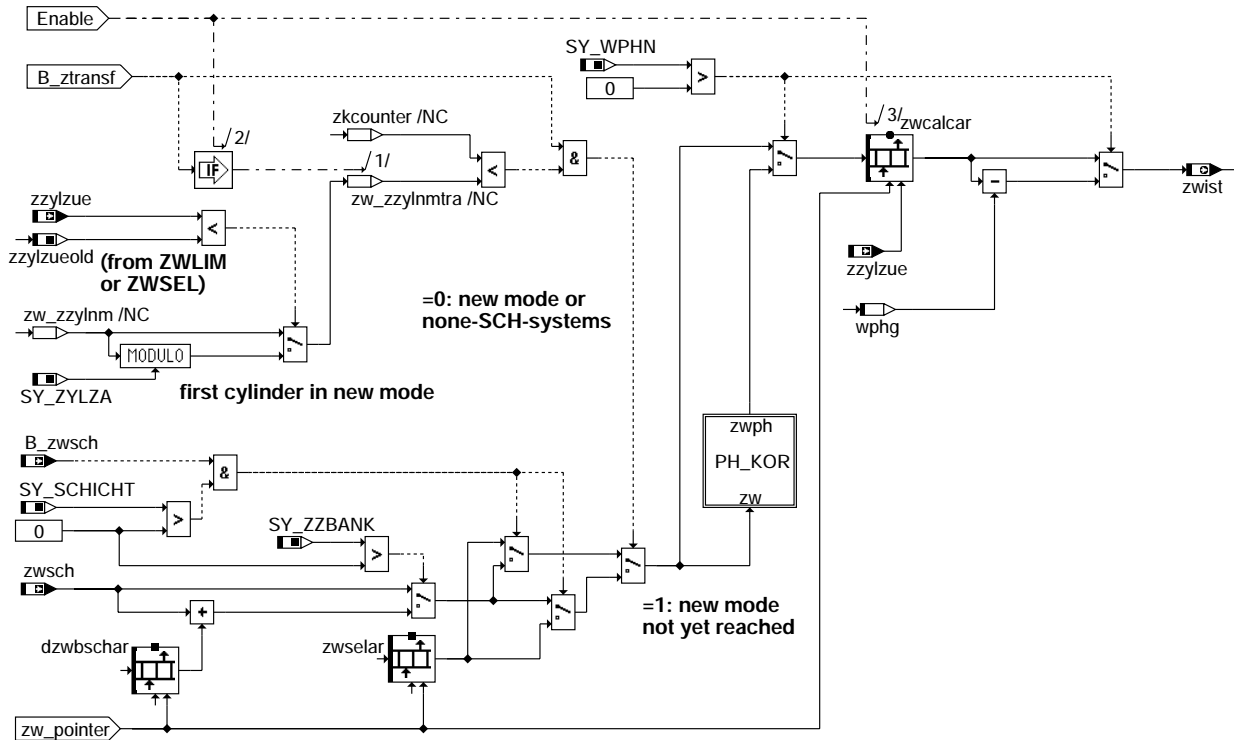 Enable
SY_WPHN
B_ztransf
>
0
/2/
zkcounter /NC
/3/
zwcalcar
IF
/1/
<
&
zw_zzylnmtra /NC
zwist
-
zzylzue
<
zzylzueold
(from ZWLIM
or ZWSEL)
zzylzue
=0: new mode or
none-SCH-systems
zw_zzylnm /NC
wphg
MODULO
SY_ZYLZA
first cylinder in new mode
zwph
PH_KOR
zw
B_zwsch
&
SY_SCHICHT
>
0
SY_ZZBANK
>
zwsch
+
=1: new mode
not yet reached
dzwbschar
zwselar
zw_pointer